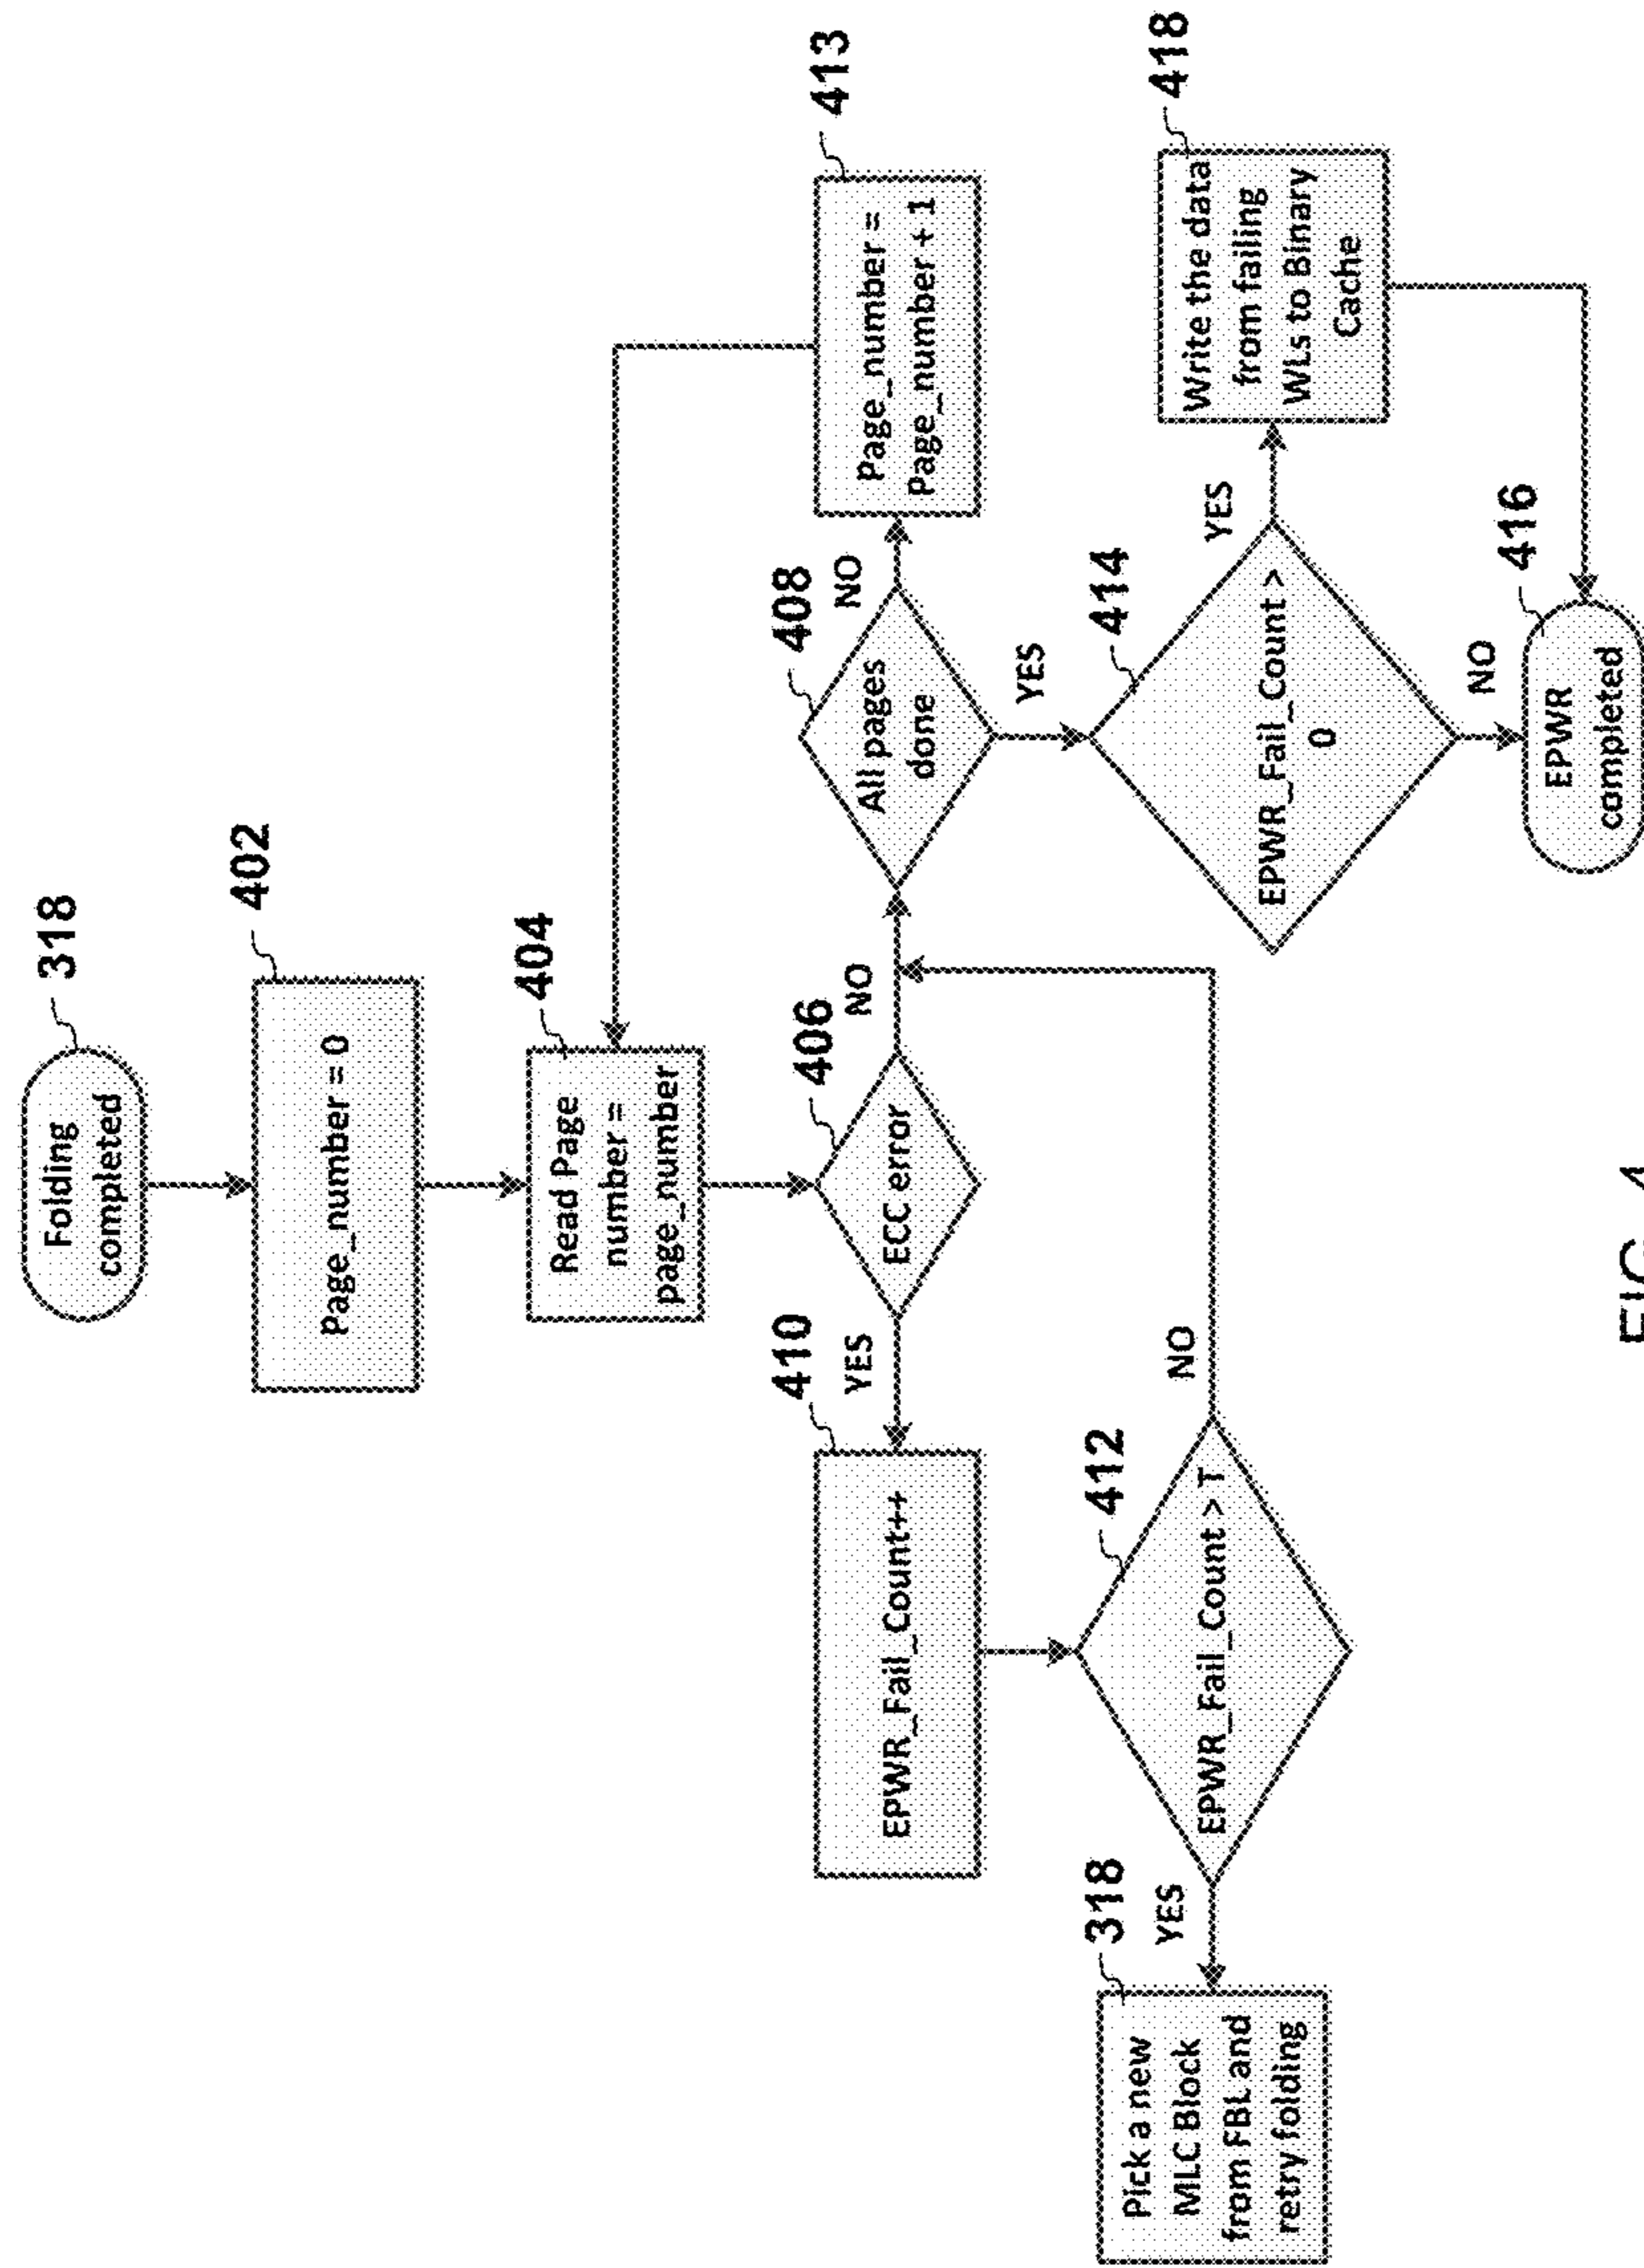 318
Folding
completed
402
Page_number = 0
404
Read Page
number =
page_number
406
ECC error
YES
NO
410
EPWR_Fail_Count++
412
EPWR_Fail_Count > T
YES
NO
318
Pick a new
MLC Block
from FBL and
retry folding
408
All pages
done
NO
YES
413
Page_number =
Page_number + 1
414
EPWR_Fail_Count >
0
YES
NO
418
Write the data
from failing
WLs to Binary
Cache
416
EPWR
completed
FIG. 4